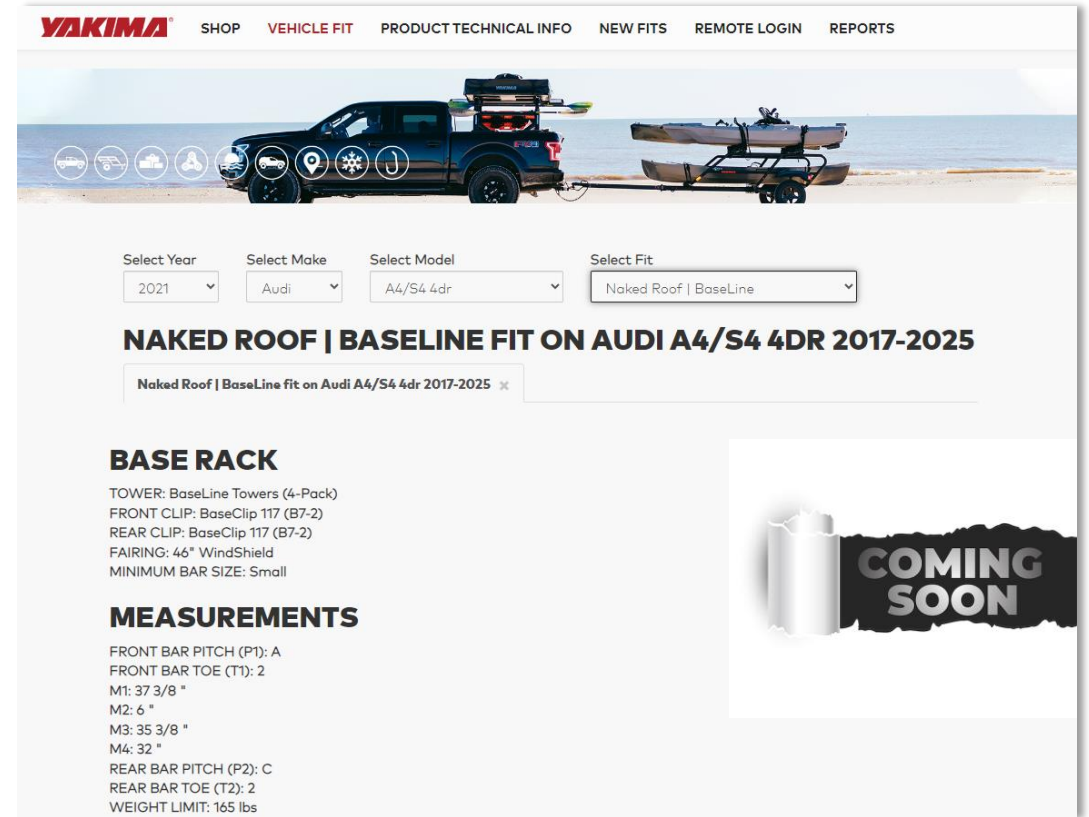 YAKIMA SHOP VEHICLE FIT PRODUCT TECHNICAL INFO NEW FITS REMOTE LOGIN REPORTS
Select Year Select Make Select Model Select Fit
2021 Audi A4/S4 4dr Naked Roof | BaseLine
NAKED ROOF | BASELINE FIT ON AUDI A4/S4 4DR 2017-2025
Naked Roof | BaseLine fit on Audi A4/S4 4dr 2017-2025 ×
BASE RACK
TOWER: BaseLine Towers (4-Pack)
FRONT CLIP: BaseClip 117 (B7-2)
REAR CLIP: BaseClip 117 (B7-2)
FAIRING: 46" WindShield
MINIMUM BAR SIZE: Small
COMING
SOON
MEASUREMENTS
FRONT BAR PITCH (P1): A
FRONT BAR TOE (T1): 2
M1: 37 3/8 "
M2: 6 "
M3: 35 3/8 "
M4: 32 "
REAR BAR PITCH (P2): C
REAR BAR TOE (T2): 2
WEIGHT LIMIT: 165 lbs